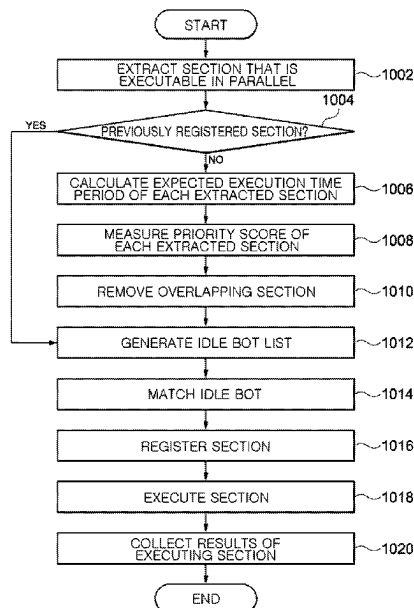 START
EXTRACT SECTION THAT IS
EXECUTABLE IN PARALLEL
1002
1004
YES
PREVIOUSLY REGISTERED SECTION?
NO
CALCULATE EXPECTED EXECUTION TIME
PERIOD OF EACH EXTRACTED SECTION
1006
MEASURE PRIORITY SCORE OF
EACH EXTRACTED SECTION
1008
REMOVE OVERLAPPING SECTION
1010
GENERATE IDLE BOT LIST
1012
MATCH IDLE BOT
1014
REGISTER SECTION
1016
EXECUTE SECTION
1018
COLLECT RESULTS OF
EXECUTING SECTION
1020
END